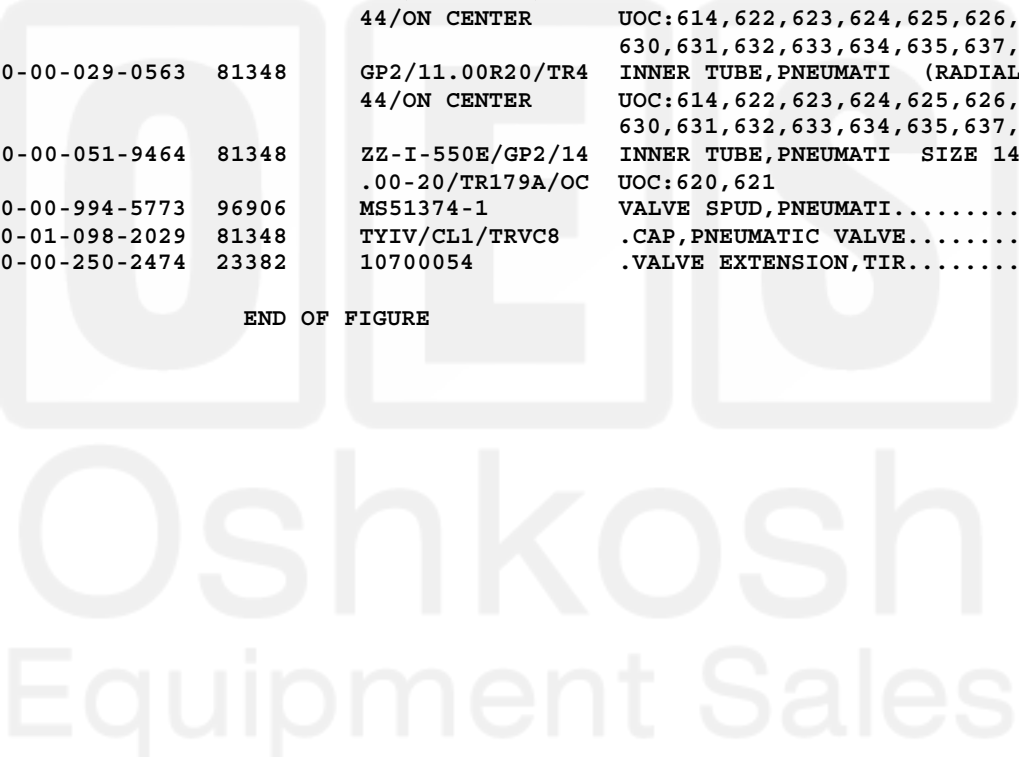 44/ON CENTER UOC:614,622,623,624,625,626,
630,631,632,633,634,635,637,
0-00-029-0563 81348 GP2/11.00R20/TR4 INNER TUBE,PNEUMATI (RADIAL
44/ON CENTER UOC:614,622,623,624,625,626,
630,631,632,633,634,635,637,
0-00-051-9464 81348 ZZ-I-550E/GP2/14 INNER TUBE,PNEUMATI SIZE 14
.00-20/TR179A/OC UOC:620,621
0-00-994-5773 96906 MS51374-1 VALVE SPUD,PNEUMATI.........
0-01-098-2029 81348 TYIV/CL1/TRVC8 .CAP,PNEUMATIC VALVE........
0-00-250-2474 23382 10700054 .VALVE EXTENSION,TIR........
END OF FIGURE
OES
Oshkosh
Equipment Sales